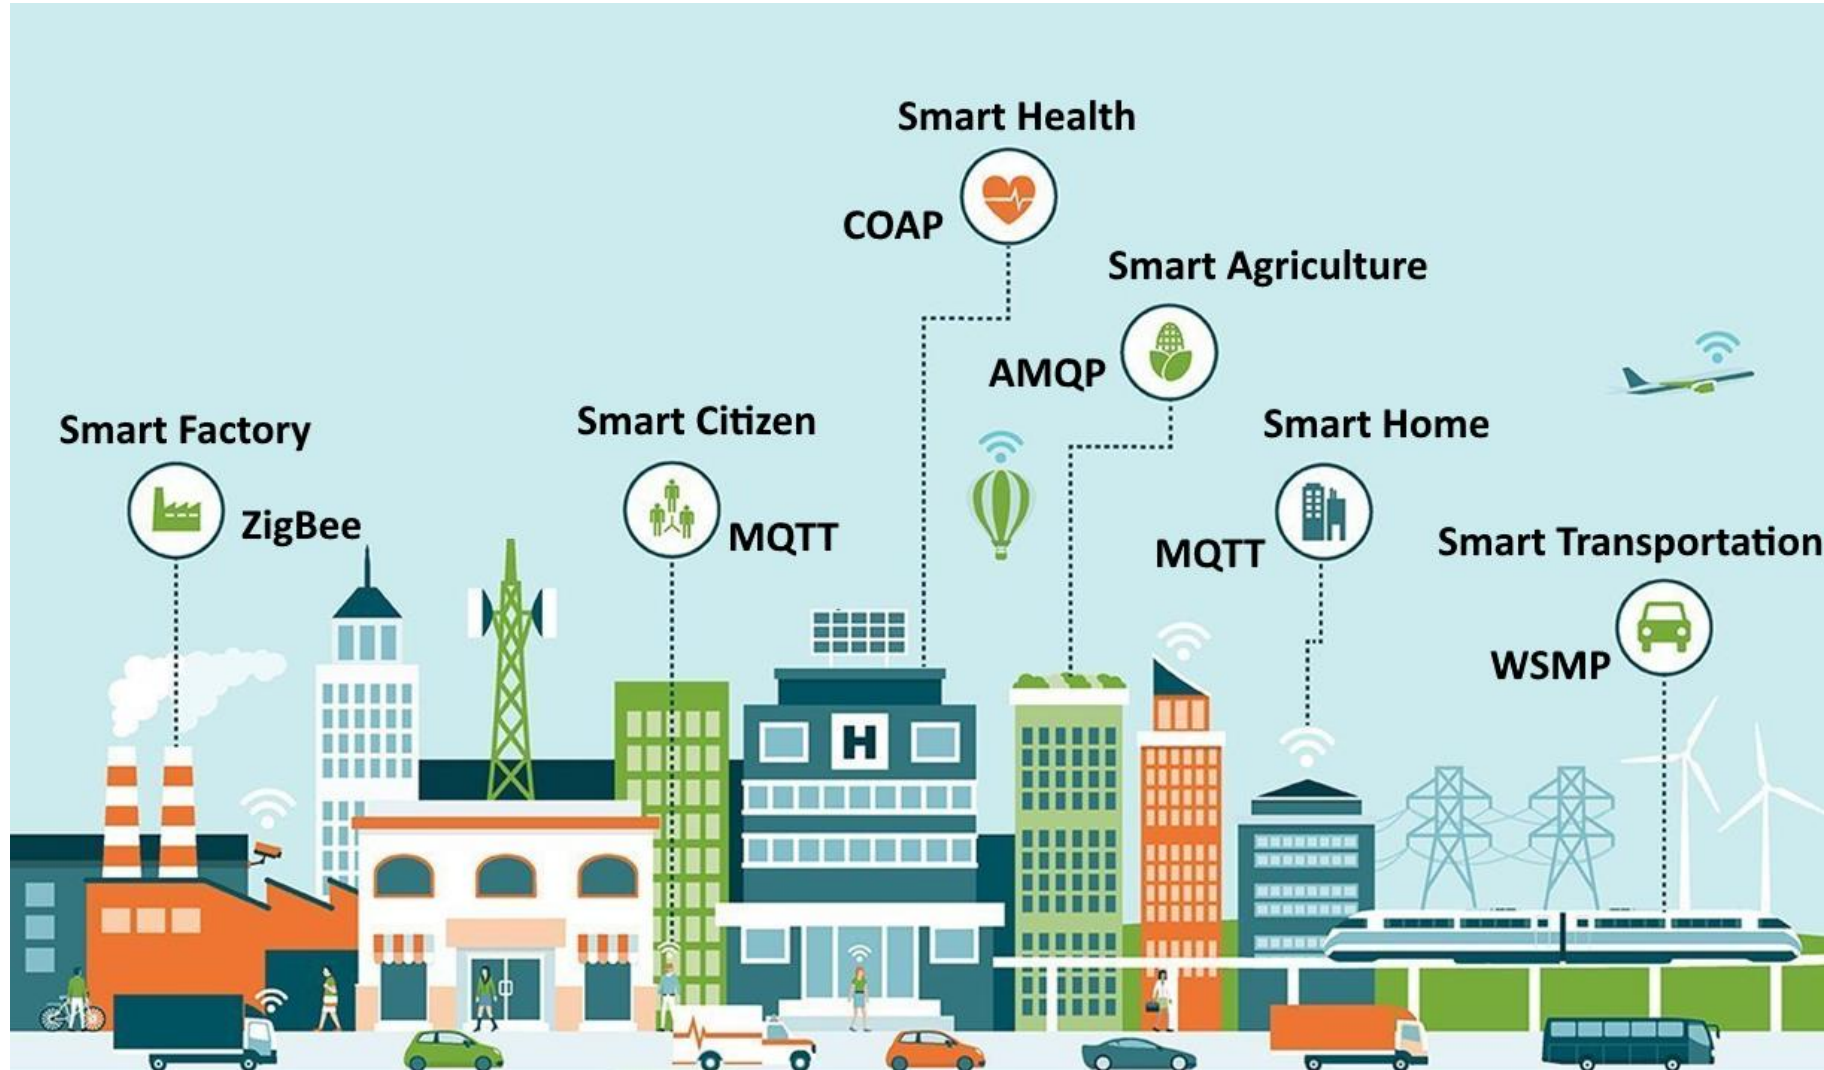 Smart Health
COAP
Smart Agriculture
AMQP
Smart Factory
ZigBee
Smart Citizen
MQTT
Smart Home
MQTT
Smart Transportation
WSMP
H